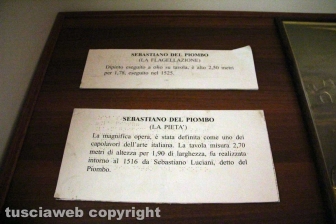 SEBASTIANO DEL PIOMBO
(LA FLAGELLAZIONE)
Dipinto eseguito a olio su tavola, è alto 2,50 metri
per 1,78, eseguito nel 1525.
SEBASTIANO DEL PIOMBO
(LA PIETA')
La magnifica opera, è stata definita come uno dei
capolavori dell'arte italiana. La tavola misura 2,70
metri di altezza per 1,90 di larghezza, fu realizzato
intorno al 1516 da Sebastiano Luciani, detto del
Piombo.
tusciaweb copyright ©